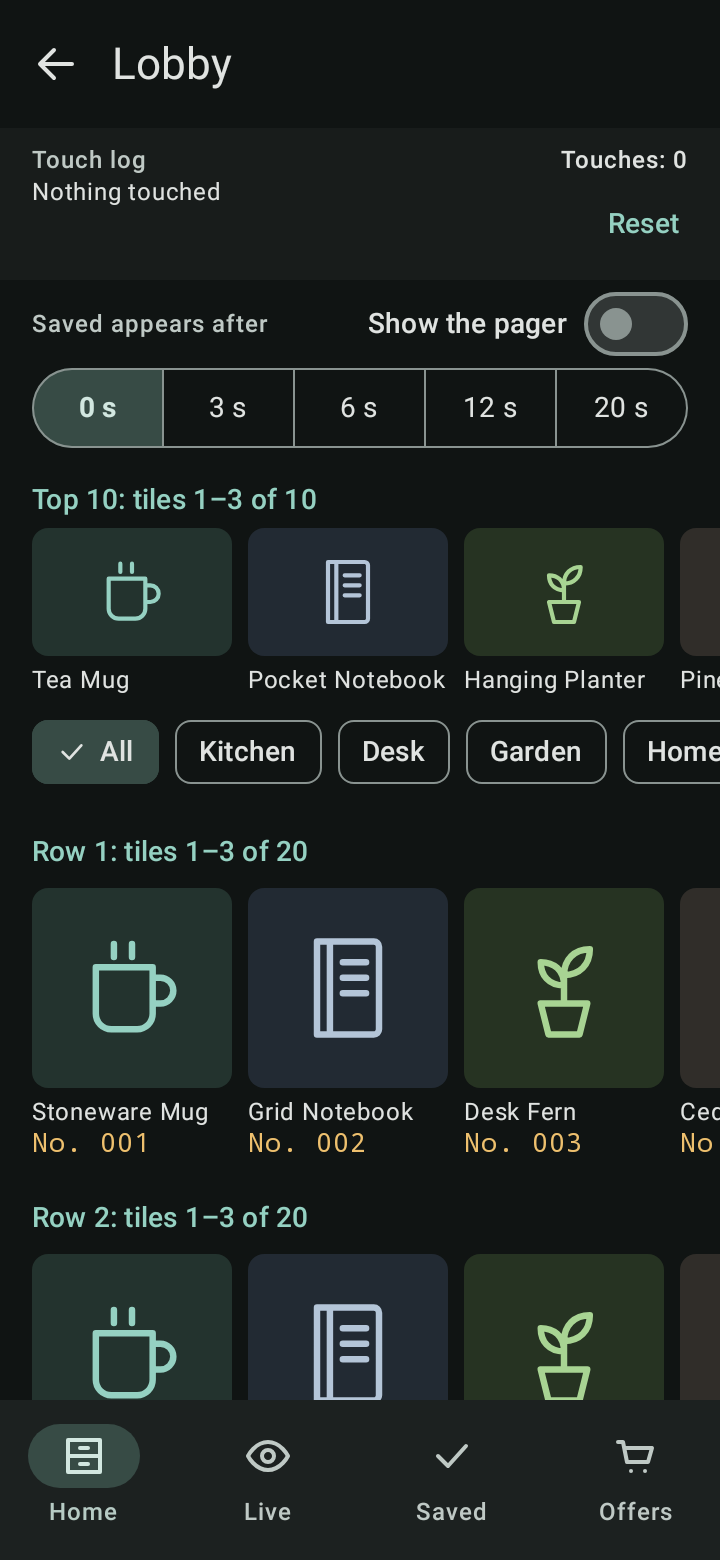 Lobby
Touch log
Touches: 0
Nothing touched
Reset
Saved appears after
Show the pager
0 s
3 s
6 s
12 s
20 s
Top 10: tiles 1–3 of 10
Tea Mug
Pocket Notebook
Hanging Planter
All
Kitchen
Desk
Garden
Home
Row 1: tiles 1–3 of 20
Stoneware Mug
Grid Notebook
Desk Fern
No. 001
No. 002
No. 003
No
Row 2: tiles 1–3 of 20
Home
Live
Saved
Offers